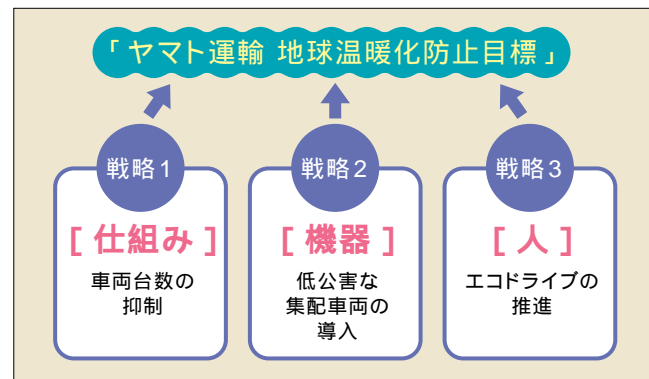 「ヤマト運輸 地球温暖化防止目標」
戦略1
[ 仕組み ]
車両台数の
抑制
戦略2
[ 機器 ]
低公害な
集配車両の
導入
戦略3
[ 人 ]
エコドライブの
推進